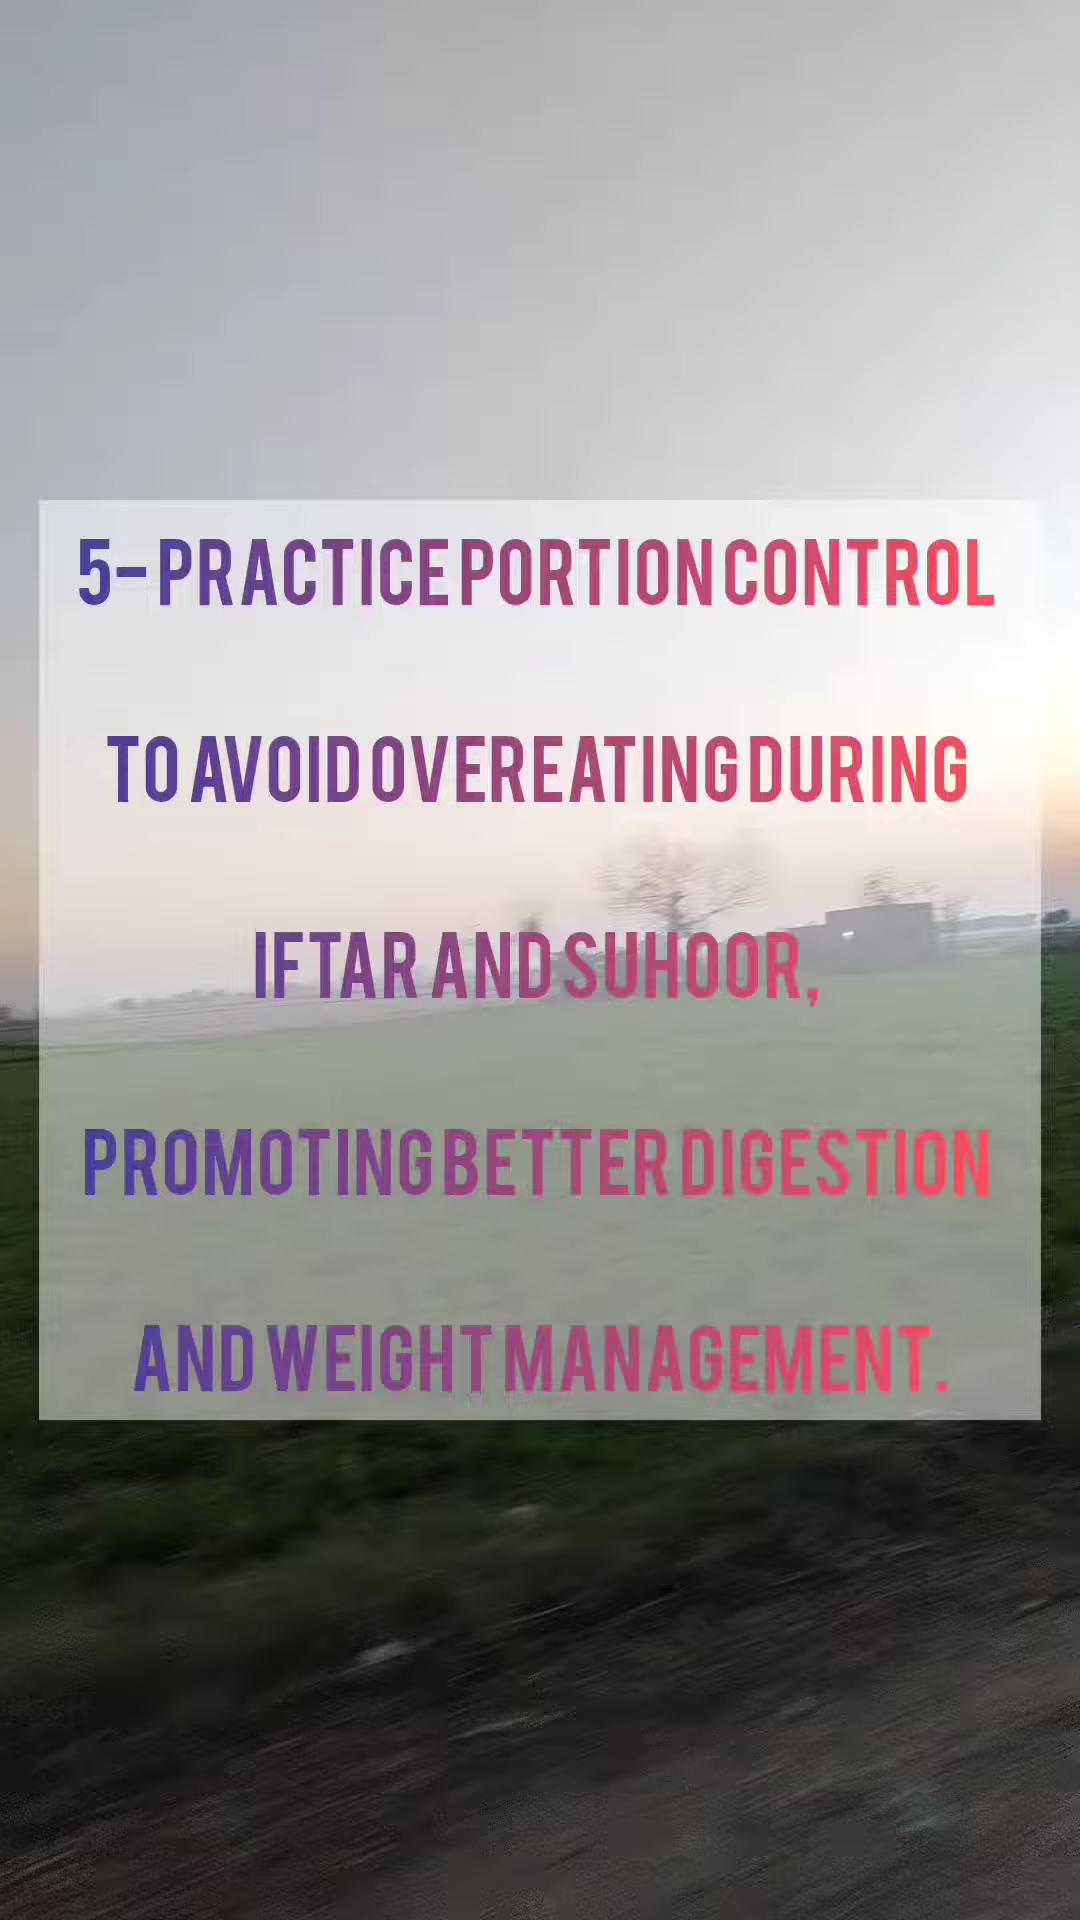 5- PRACTICE PORTION CONTROL
TO AVOID OVEREATING DURING
IFTAR AND SUHOOR,
PROMOTING BETTER DIGESTION
AND WEIGHT MANAGEMENT.